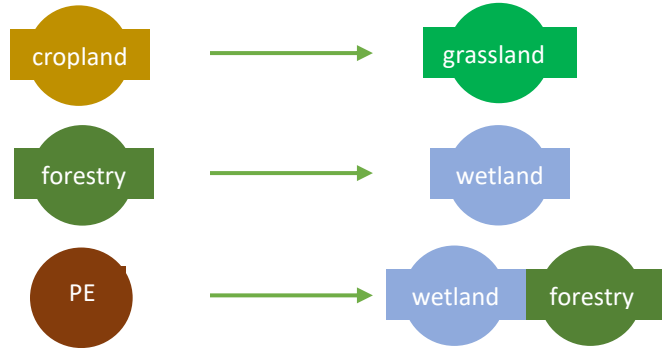 cropland
grassland
forestry
wetland
PE
wetland
forestry